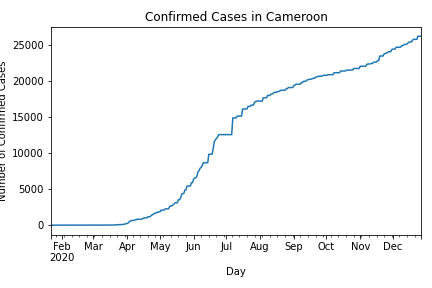 Confirmed Cases in Cameroon
Number of Confirmed Cases
25000
20000
15000
10000
5000
0
Feb Mar Apr May Jun Jul Aug Sep Oct Nov Dec
2020
Day